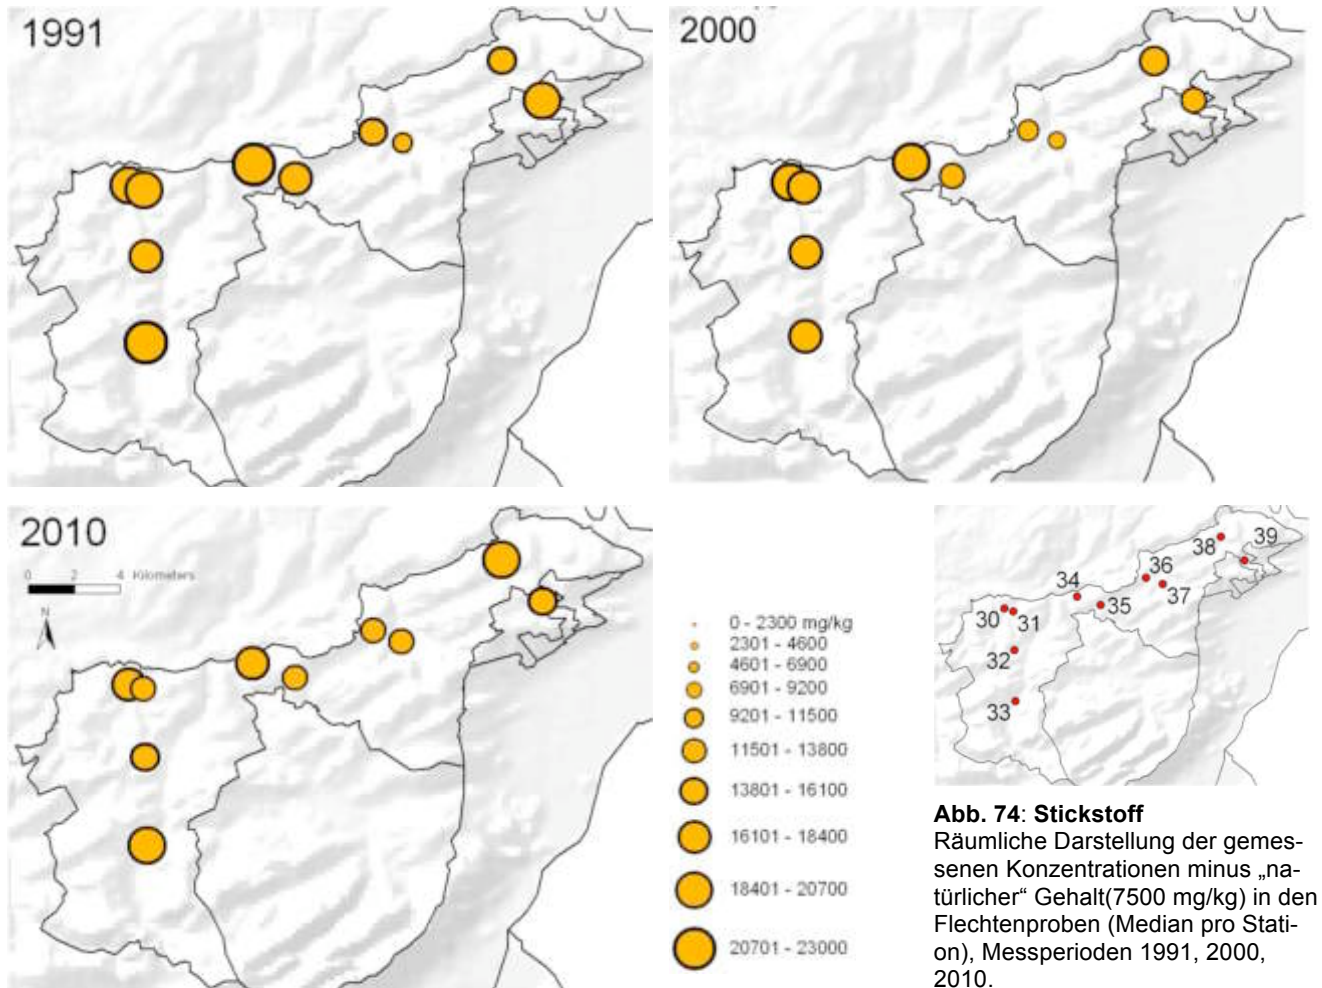 1991
2000
2010
0 2 4 Kilometers
N
0 - 2300 mg/kg
2301 - 4600
4601 - 6900
6901 - 9200
9201 - 11500
11501 - 13800
13801 - 16100
16101 - 18400
18401 - 20700
20701 - 23000
38
39
36
37
34
35
30
31
32
33
Abb. 74: Stickstoff
Räumliche Darstellung der gemes-
senen Konzentrationen minus „na-
türlicher“ Gehalt(7500 mg/kg) in den
Flechtenproben (Median pro Stati-
on), Messperioden 1991, 2000,
2010.